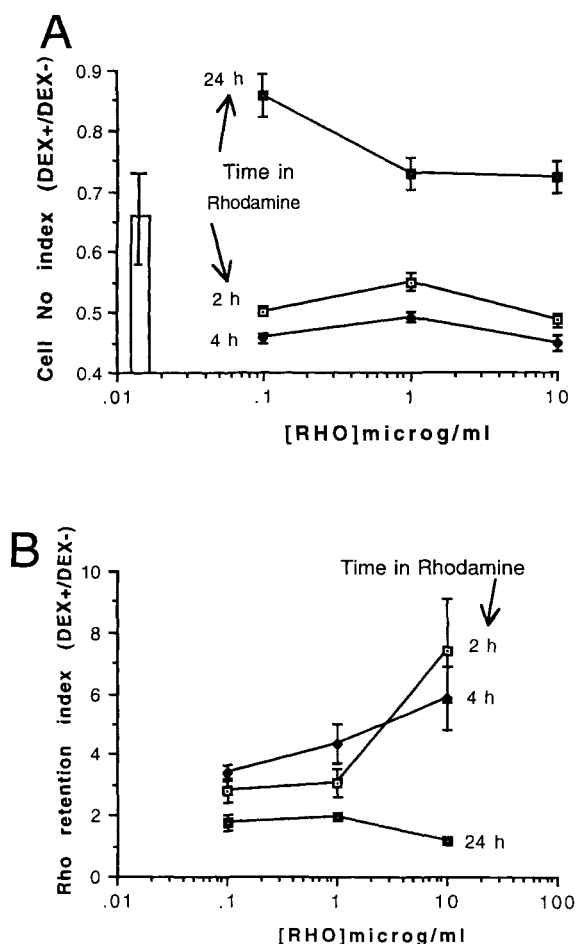 A
Cell No index (DEX+/DEX-)
0.9
0.8
0.7
0.6
0.5
0.4
24 h
Time in
Rhodamine
2 h
4 h
.01
.1
1
10
[RHO]microg/ml
B
Rho retention index (DEX+/DEX-)
10
8
6
4
2
0
Time in Rhodamine
2 h
4 h
24 h
.01
.1
1
10
100
[RHO]microg/ml